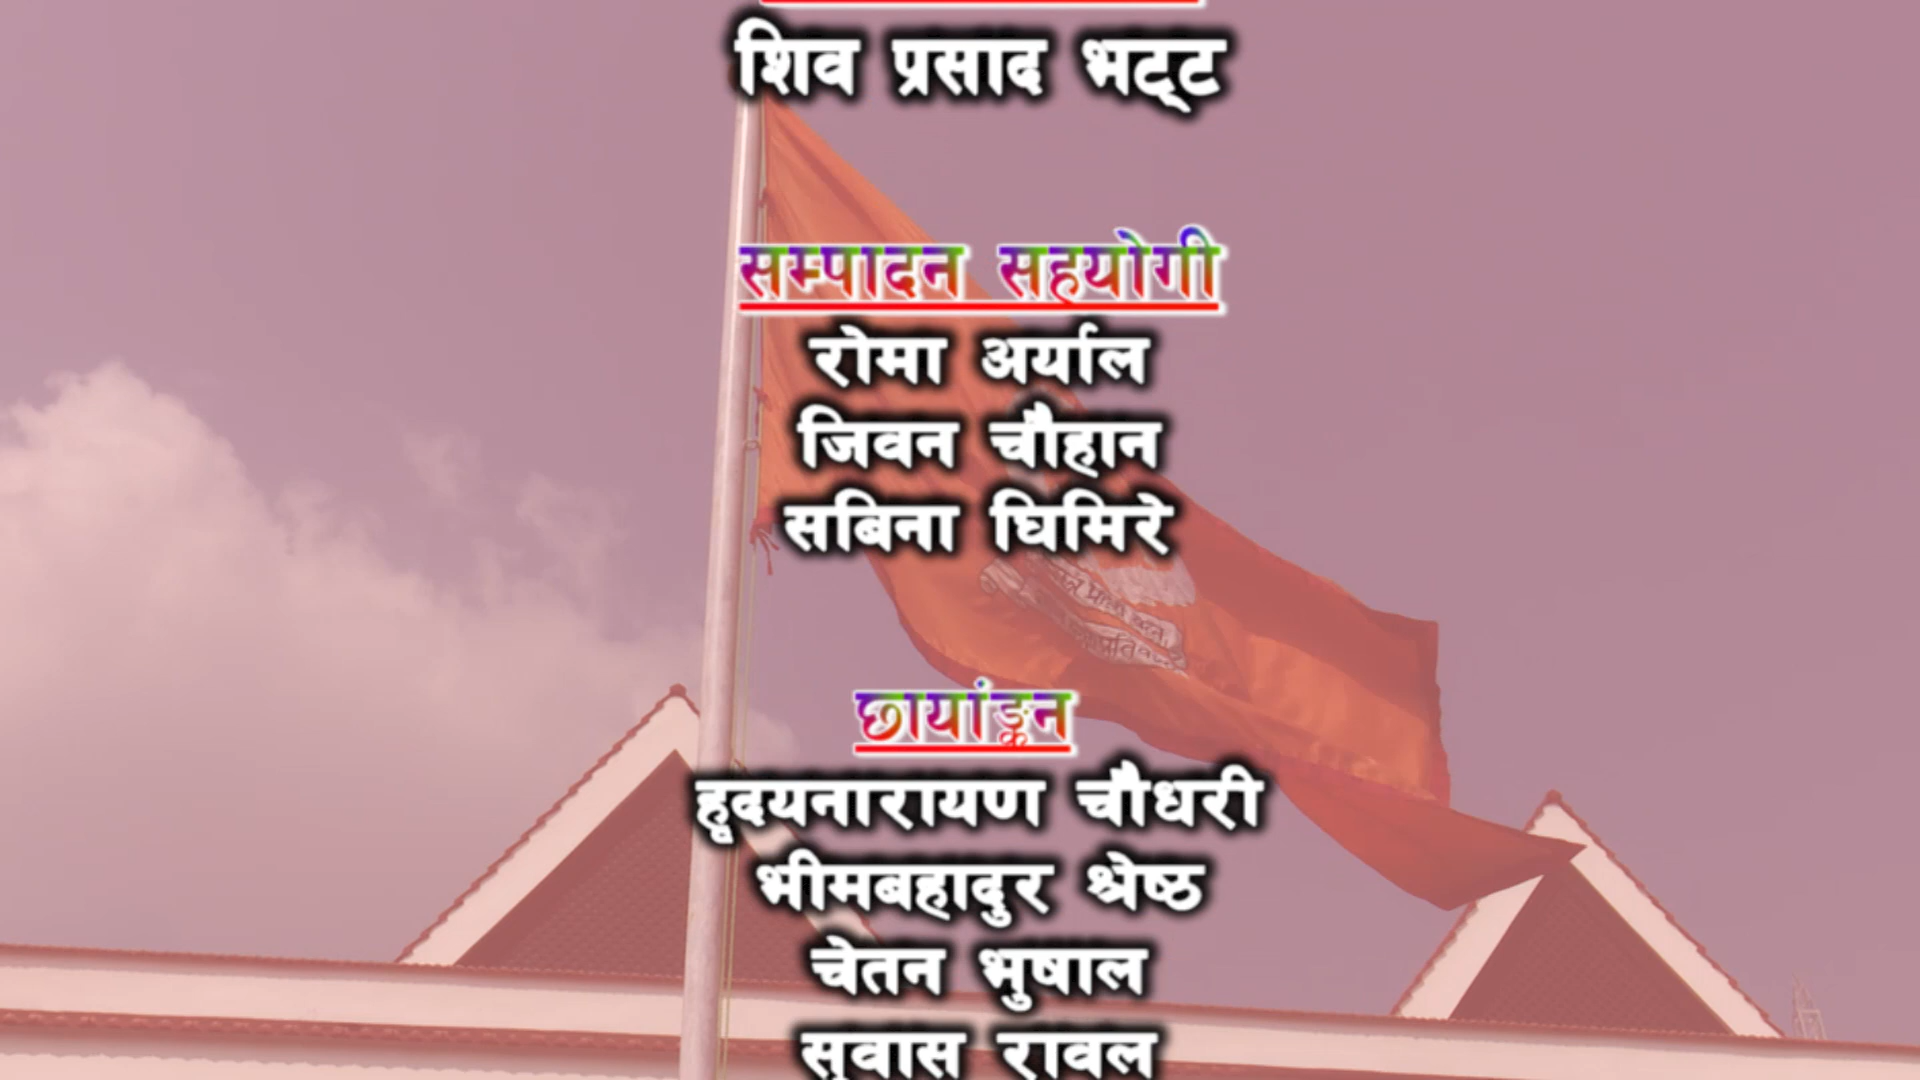 शिव प्रसाद भट्ट
सम्पादन सहयोगी
रोमा अर्याल
जिवन चौहान
सबिना घिमिरे
छायांङ्कन
हृदयनारायण चौधरी
भीमबहादुर श्रेष्ठ
चेतन भुषाल
सुवास रावल